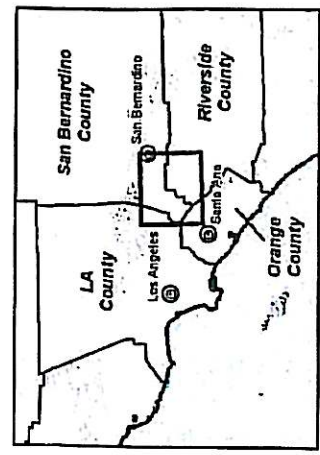 San Bernardino
County
San Bernardino
LA
County
Los Angeles
Riverside
County
Santa Ana
Orange
County